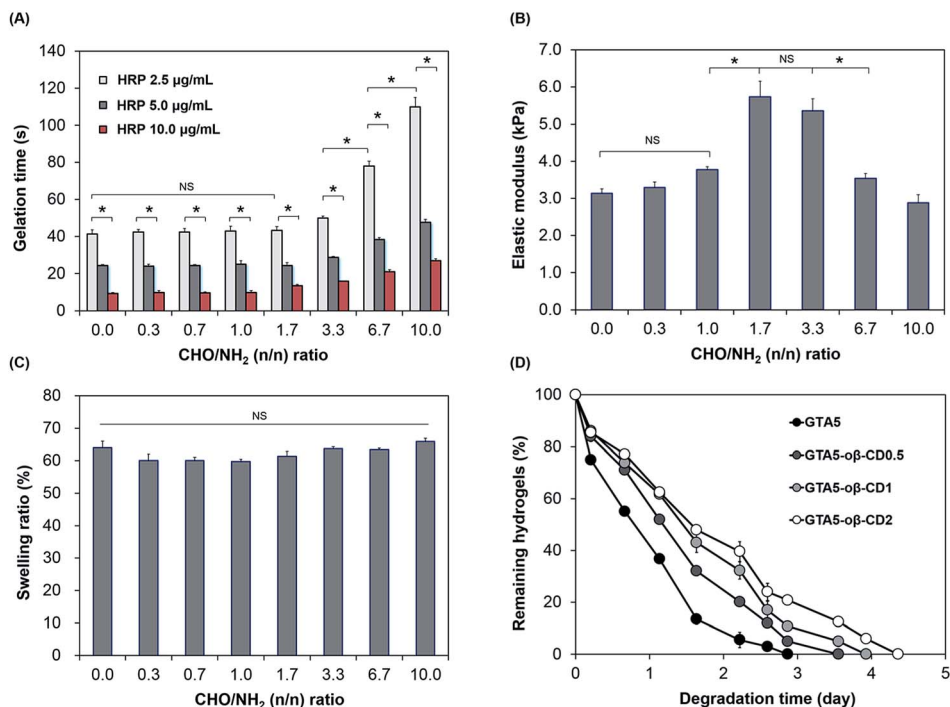 (A)
Gelation time (s)
140
120
100
80
60
40
20
0
HRP 2.5 µg/mL
HRP 5.0 µg/mL
HRP 10.0 µg/mL
NS
* * * * * * * * * *
0.0 0.3 0.7 1.0 1.7 3.3 6.7 10.0
CHO/NH₂ (n/n) ratio
(B)
Elastic modulus (kPa)
7.0
6.0
5.0
4.0
3.0
2.0
1.0
0.0
NS
* NS *
0.0 0.3 1.0 1.7 3.3 6.7 10.0
CHO/NH₂ (n/n) ratio
(C)
Swelling ratio (%)
80
70
60
50
40
30
20
10
0
NS
0.0 0.3 0.7 1.0 1.7 3.3 6.7 10.0
CHO/NH₂ (n/n) ratio
(D)
Remaining hydrogels (%)
100
80
60
40
20
0
GTA5
GTA5-oβ-CD0.5
GTA5-oβ-CD1
GTA5-oβ-CD2
0 1 2 3 4 5
Degradation time (day)